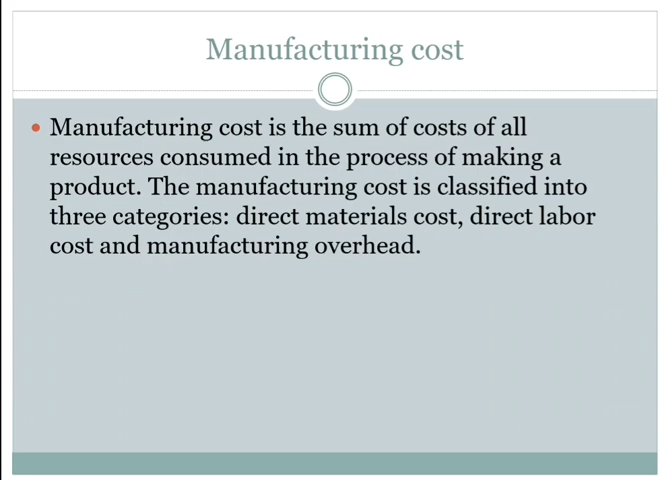 Manufacturing cost
• Manufacturing cost is the sum of costs of all
resources consumed in the process of making a
product. The manufacturing cost is classified into
three categories: direct materials cost, direct labor
cost and manufacturing overhead.